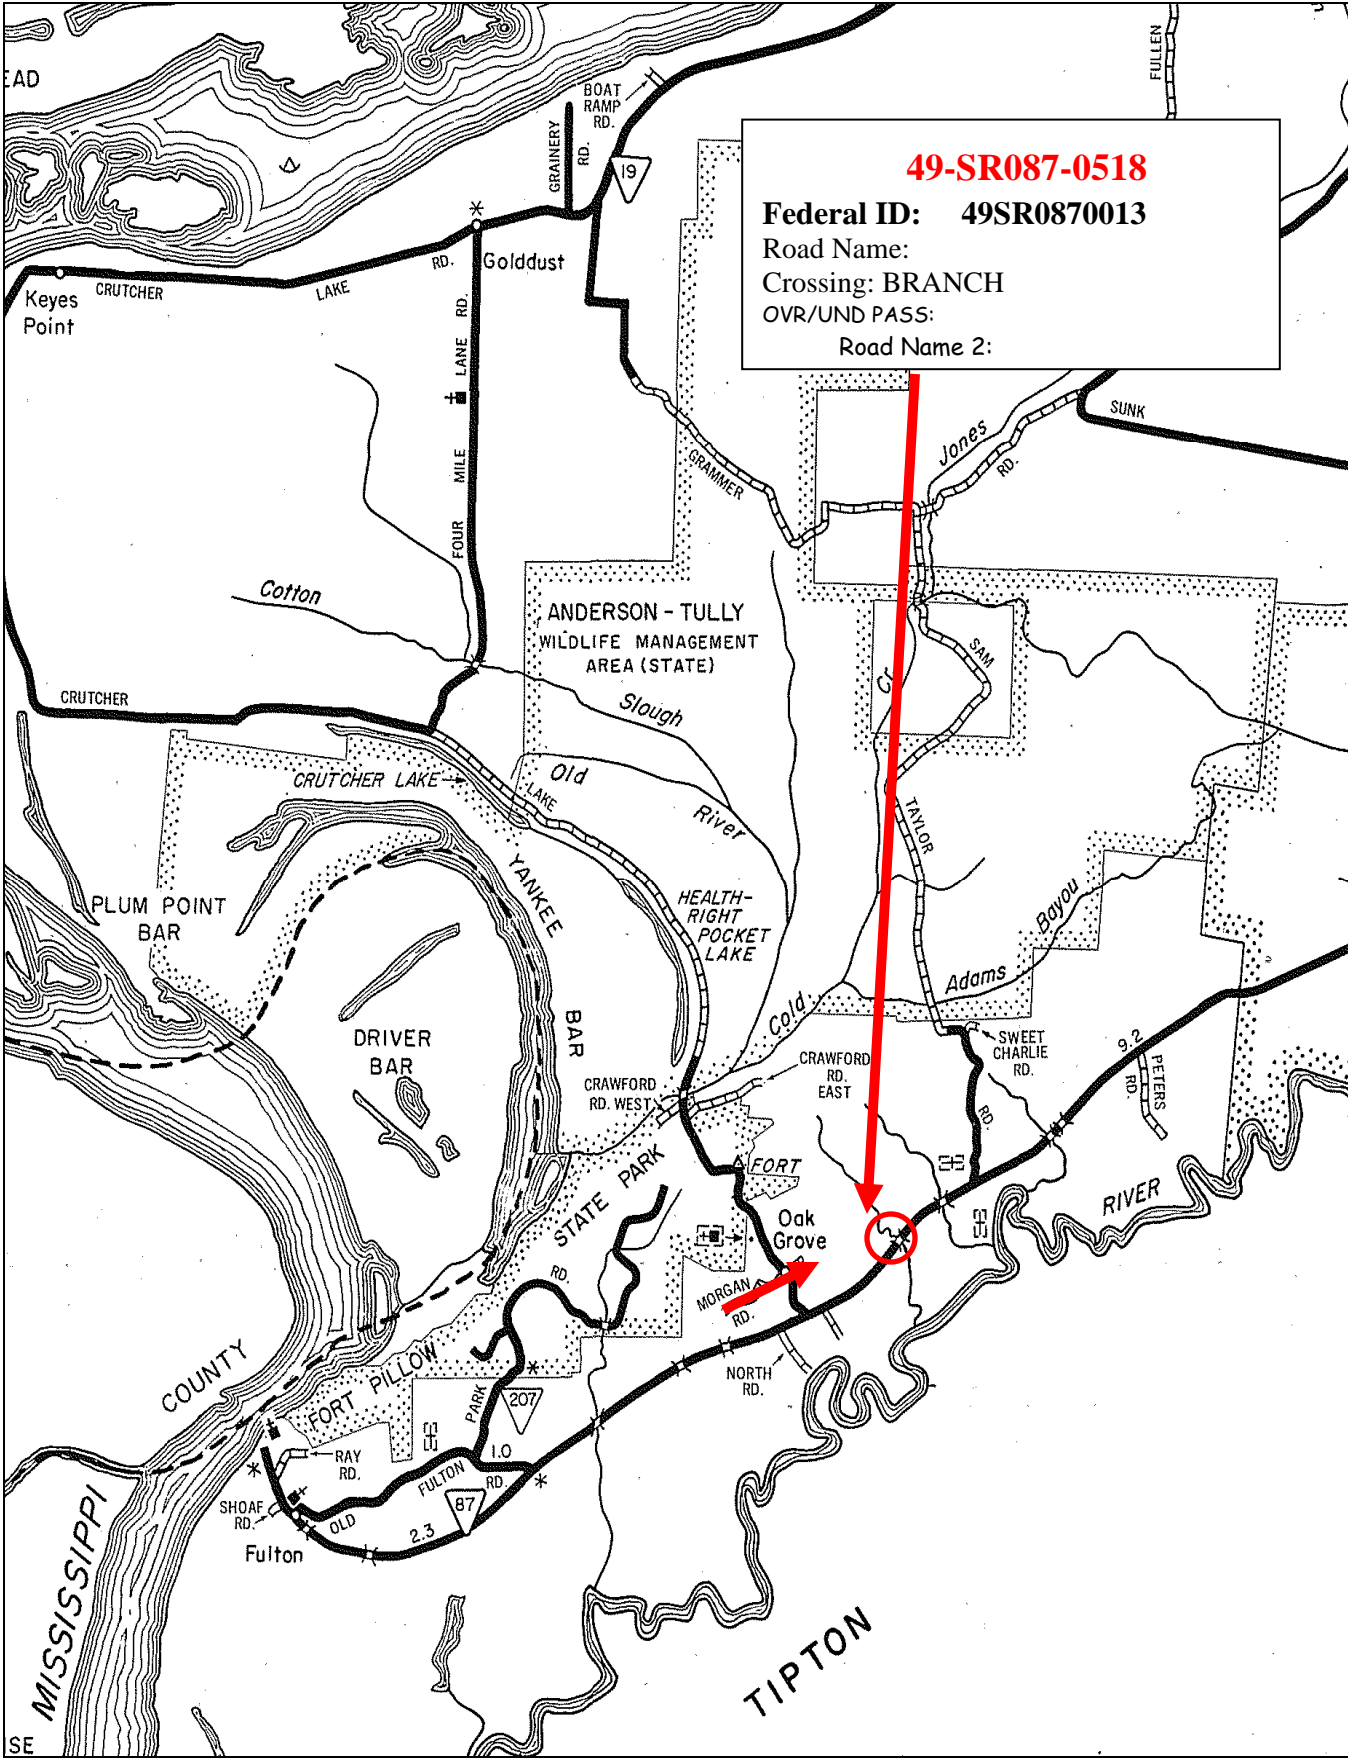 EAD
BOAT
RAMP
RD.
FULLEN
GRAINERY
RD.
19
49-SR087-0518
Federal ID: 49SR0870013
Road Name:
Crossing: BRANCH
OVR/UND PASS:
Road Name 2:
Golddust
Keyes
Point
CRUTCHER
LAKE
RD.
FOUR
MILE
LANE
RD.
SUNK
Jones
RD.
GRAMMER
Cotton
ANDERSON - TULLY
WILDLIFE MANAGEMENT
AREA (STATE)
SAM
Cr.
CRUTCHER
Slough
CRUTCHER LAKE
LAKE
Old
River
TAYLOR
YANKEE
BAR
PLUM POINT
BAR
HEALTH-
RIGHT
POCKET
LAKE
Bayou
Adams
Cold
DRIVER
BAR
SWEET
CHARLIE
RD.
9.2
PETERS
RD.
CRAWFORD
RD. WEST
CRAWFORD
RD.
EAST
RD.
FORT
STATE PARK
RIVER
Oak
Grove
RD.
MORGAN
RD.
NORTH
RD.
COUNTY
FORT PILLOW
PARK
207
RAY
RD.
1.0
FULTON
RD.
SHOAF
RD.
OLD
87
2.3
Fulton
MISSISSIPPI
TIPTON
SE